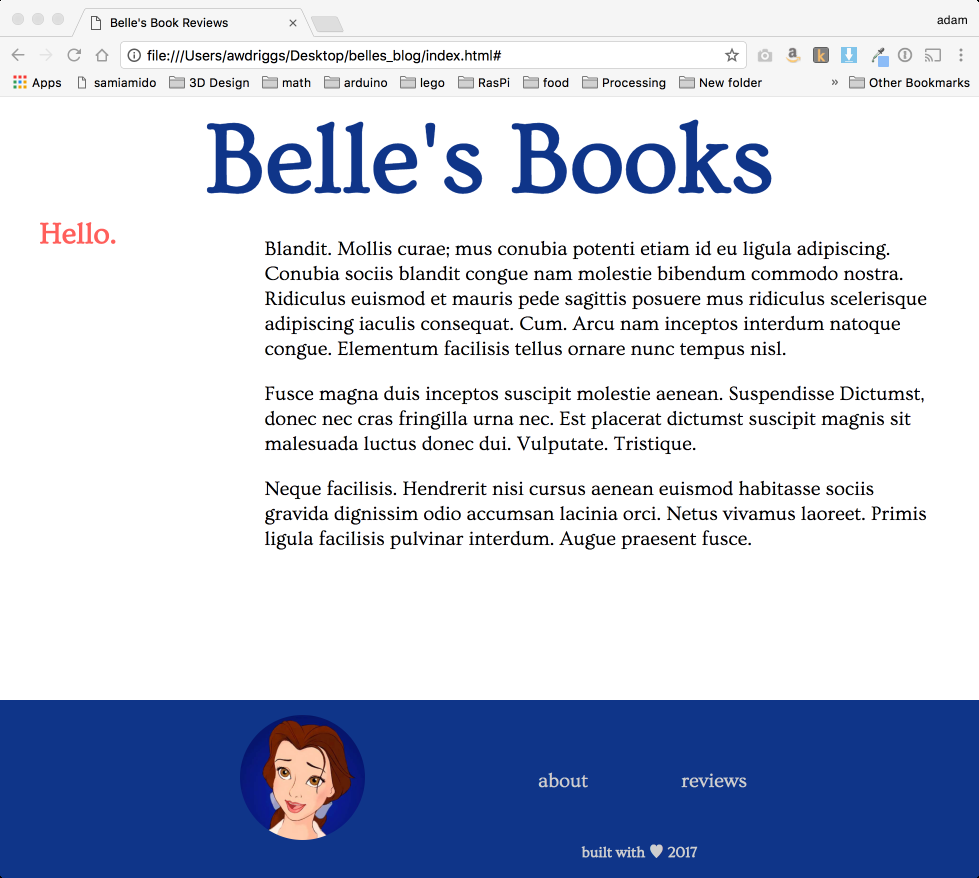 Belle's Book Reviews
adam
file:///Users/awdriggs/Desktop/belles_blog/index.html#
Apps samiamido 3D Design math arduino lego RasPi food Processing New folder » Other Bookmarks
Belle's Books
Hello.
Blandit. Mollis curae; mus conubia potenti etiam id eu ligula adipiscing.
Conubia sociis blandit congue nam molestie bibendum commodo nostra.
Ridiculus euismod et mauris pede sagittis posuere mus ridiculus scelerisque
adipiscing iaculis consequat. Cum. Arcu nam inceptos interdum natoque
congue. Elementum facilisis tellus ornare nunc tempus nisl.
Fusce magna duis inceptos suscipit molestie aenean. Suspendisse Dictumst,
donec nec cras fringilla urna nec. Est placerat dictumst suscipit magnis sit
malesuada luctus donec dui. Vulputate. Tristique.
Neque facilisis. Hendrerit nisi cursus aenean euismod habitasse sociis
gravida dignissim odio accumsan lacinia orci. Netus vivamus laoreet. Primis
ligula facilisis pulvinar interdum. Augue praesent fusce.
about reviews
built with ♥ 2017